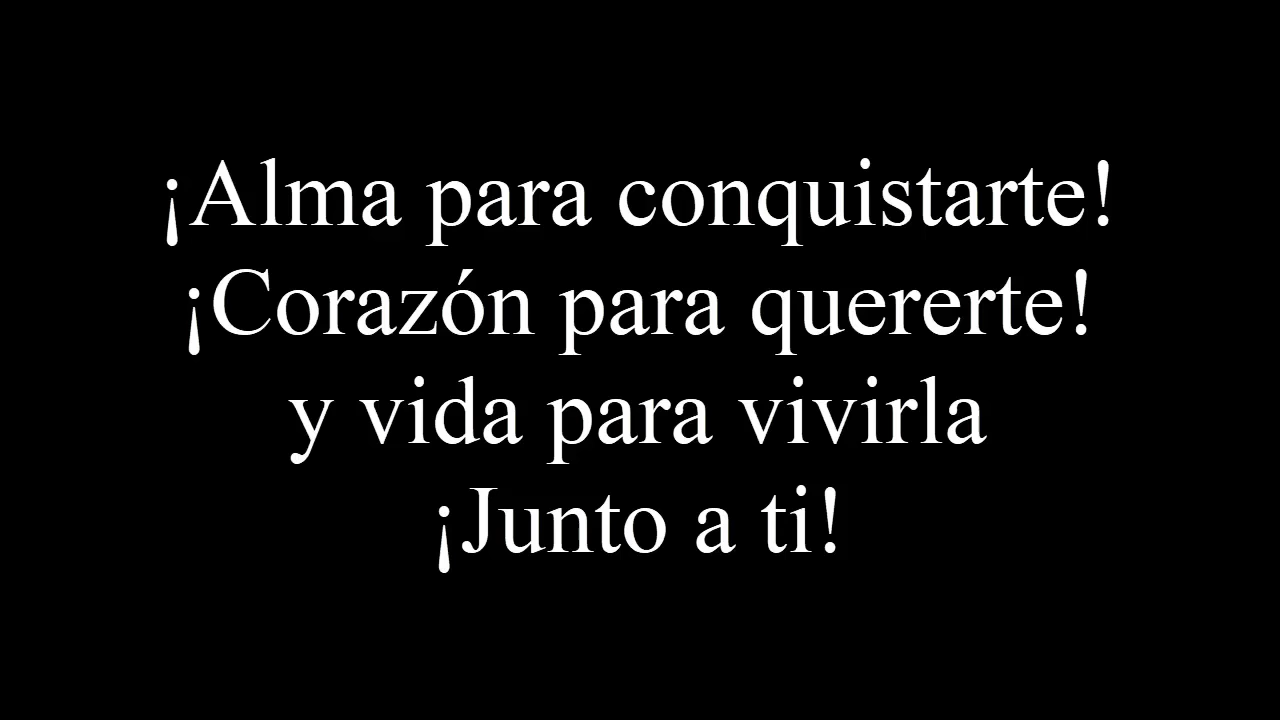 ¡Alma para conquistarte!
¡Corazón para quererte!
y vida para vivirla
¡Junto a ti!